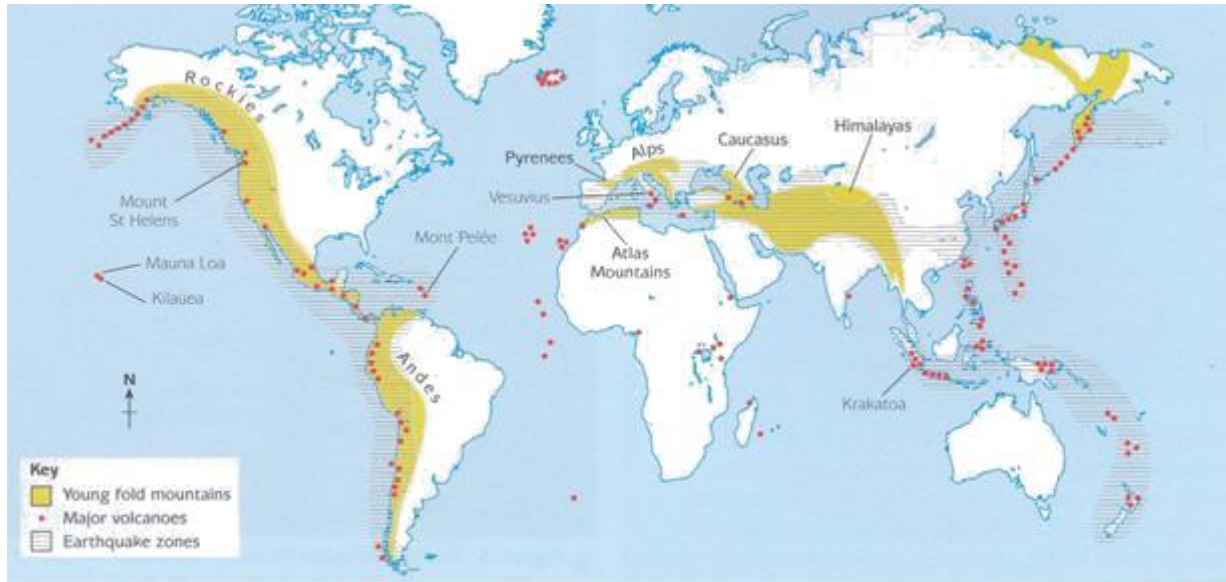 Rockies
Mount
St Helens
Mauna Loa
Kilauea
Mont Pelée
Andes
Pyrenees
Alps
Vesuvius
Caucasus
Himalayas
Atlas
Mountains
Krakatoa
N
Key
Young fold mountains
Major volcanoes
Earthquake zones